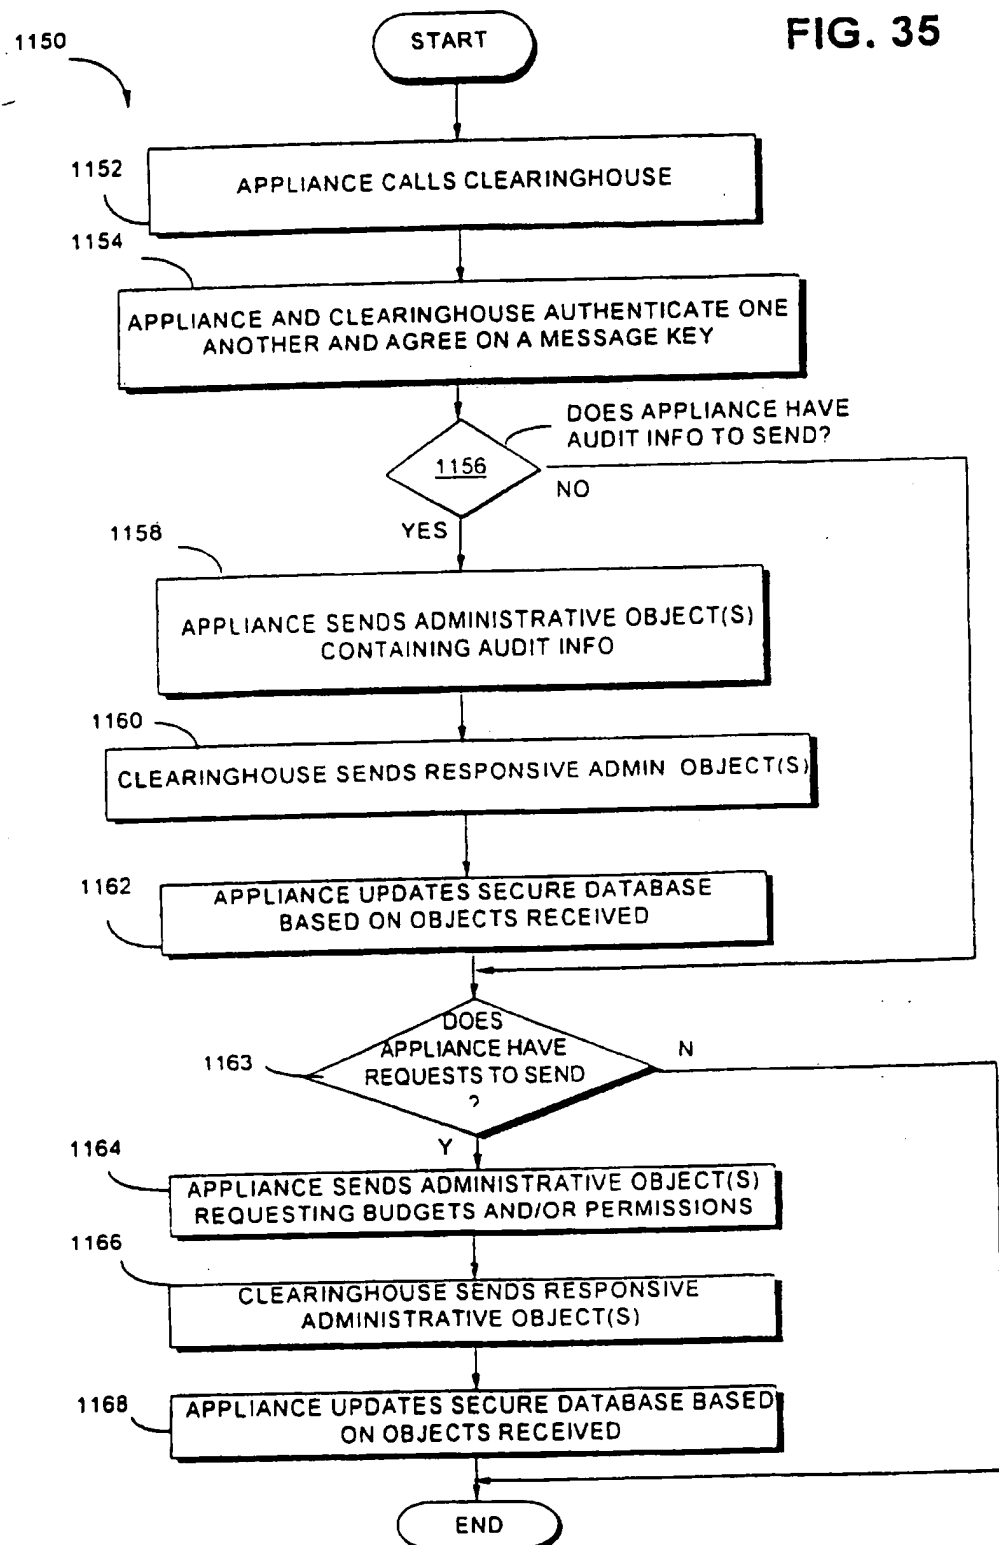 FIG. 35
1150
START
1152
APPLIANCE CALLS CLEARINGHOUSE
1154
APPLIANCE AND CLEARINGHOUSE AUTHENTICATE ONE
ANOTHER AND AGREE ON A MESSAGE KEY
DOES APPLIANCE HAVE
AUDIT INFO TO SEND?
1156
NO
YES
1158
APPLIANCE SENDS ADMINISTRATIVE OBJECT(S)
CONTAINING AUDIT INFO
1160
CLEARINGHOUSE SENDS RESPONSIVE ADMIN OBJECT(S)
1162
APPLIANCE UPDATES SECURE DATABASE
BASED ON OBJECTS RECEIVED
1163
DOES
APPLIANCE HAVE
REQUESTS TO SEND
?
N
Y
1164
APPLIANCE SENDS ADMINISTRATIVE OBJECT(S)
REQUESTING BUDGETS AND/OR PERMISSIONS
1166
CLEARINGHOUSE SENDS RESPONSIVE
ADMINISTRATIVE OBJECT(S)
1168
APPLIANCE UPDATES SECURE DATABASE BASED
ON OBJECTS RECEIVED
END